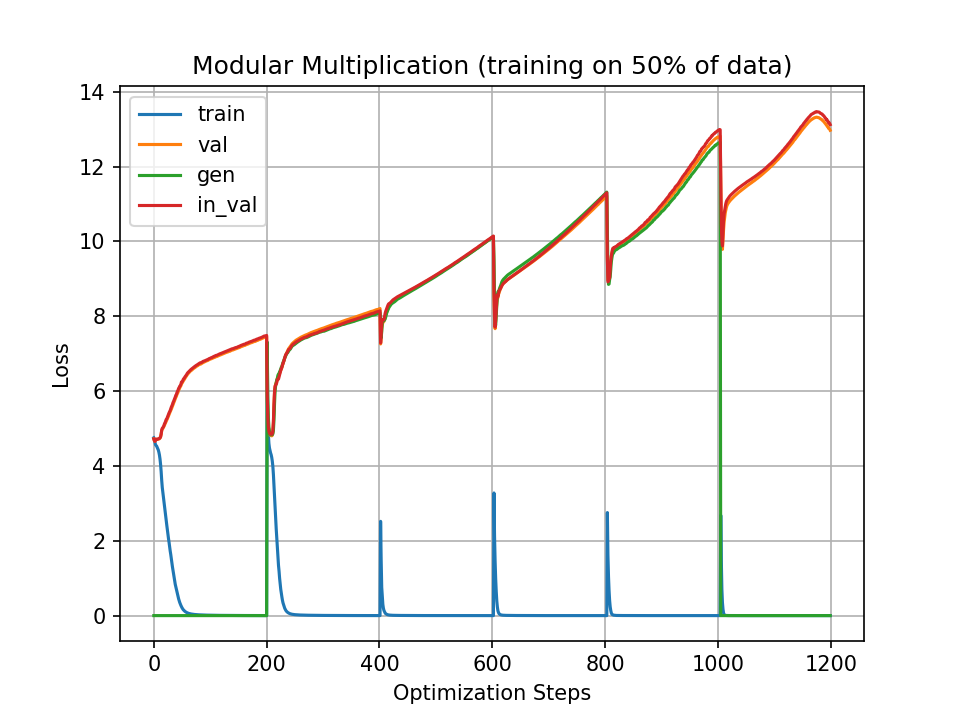 Modular Multiplication (training on 50% of data)
14
12
10
8
6
4
2
0
Loss
train
val
gen
in_val
0
200
400
600
800
1000
1200
Optimization Steps